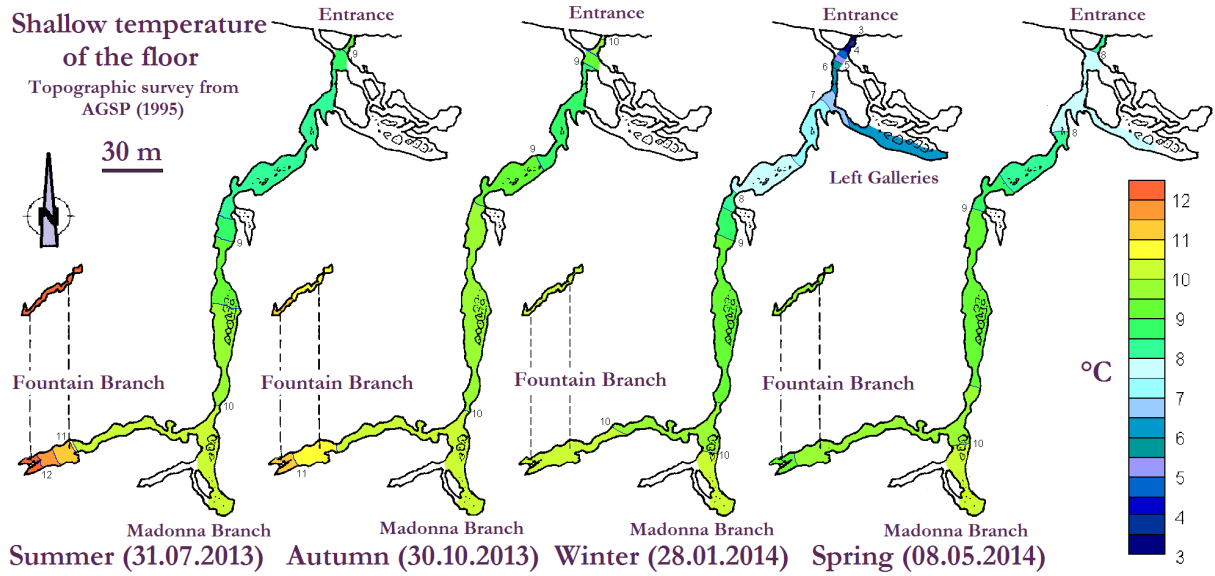 Shallow temperature
of the floor
Topographic survey from
AGSP (1995)
30 m
N
Entrance
Entrance
Entrance
Entrance
9
10
9
3
4
5
6
7
8
Left Galleries
9
8
8
9
9
10
10
10
10
10
11
12
11
Fountain Branch
Fountain Branch
Fountain Branch
Fountain Branch
Madonna Branch
Madonna Branch
Madonna Branch
Madonna Branch
°C
12
11
10
9
8
7
6
5
4
3
Summer (31.07.2013)
Autumn (30.10.2013)
Winter (28.01.2014)
Spring (08.05.2014)